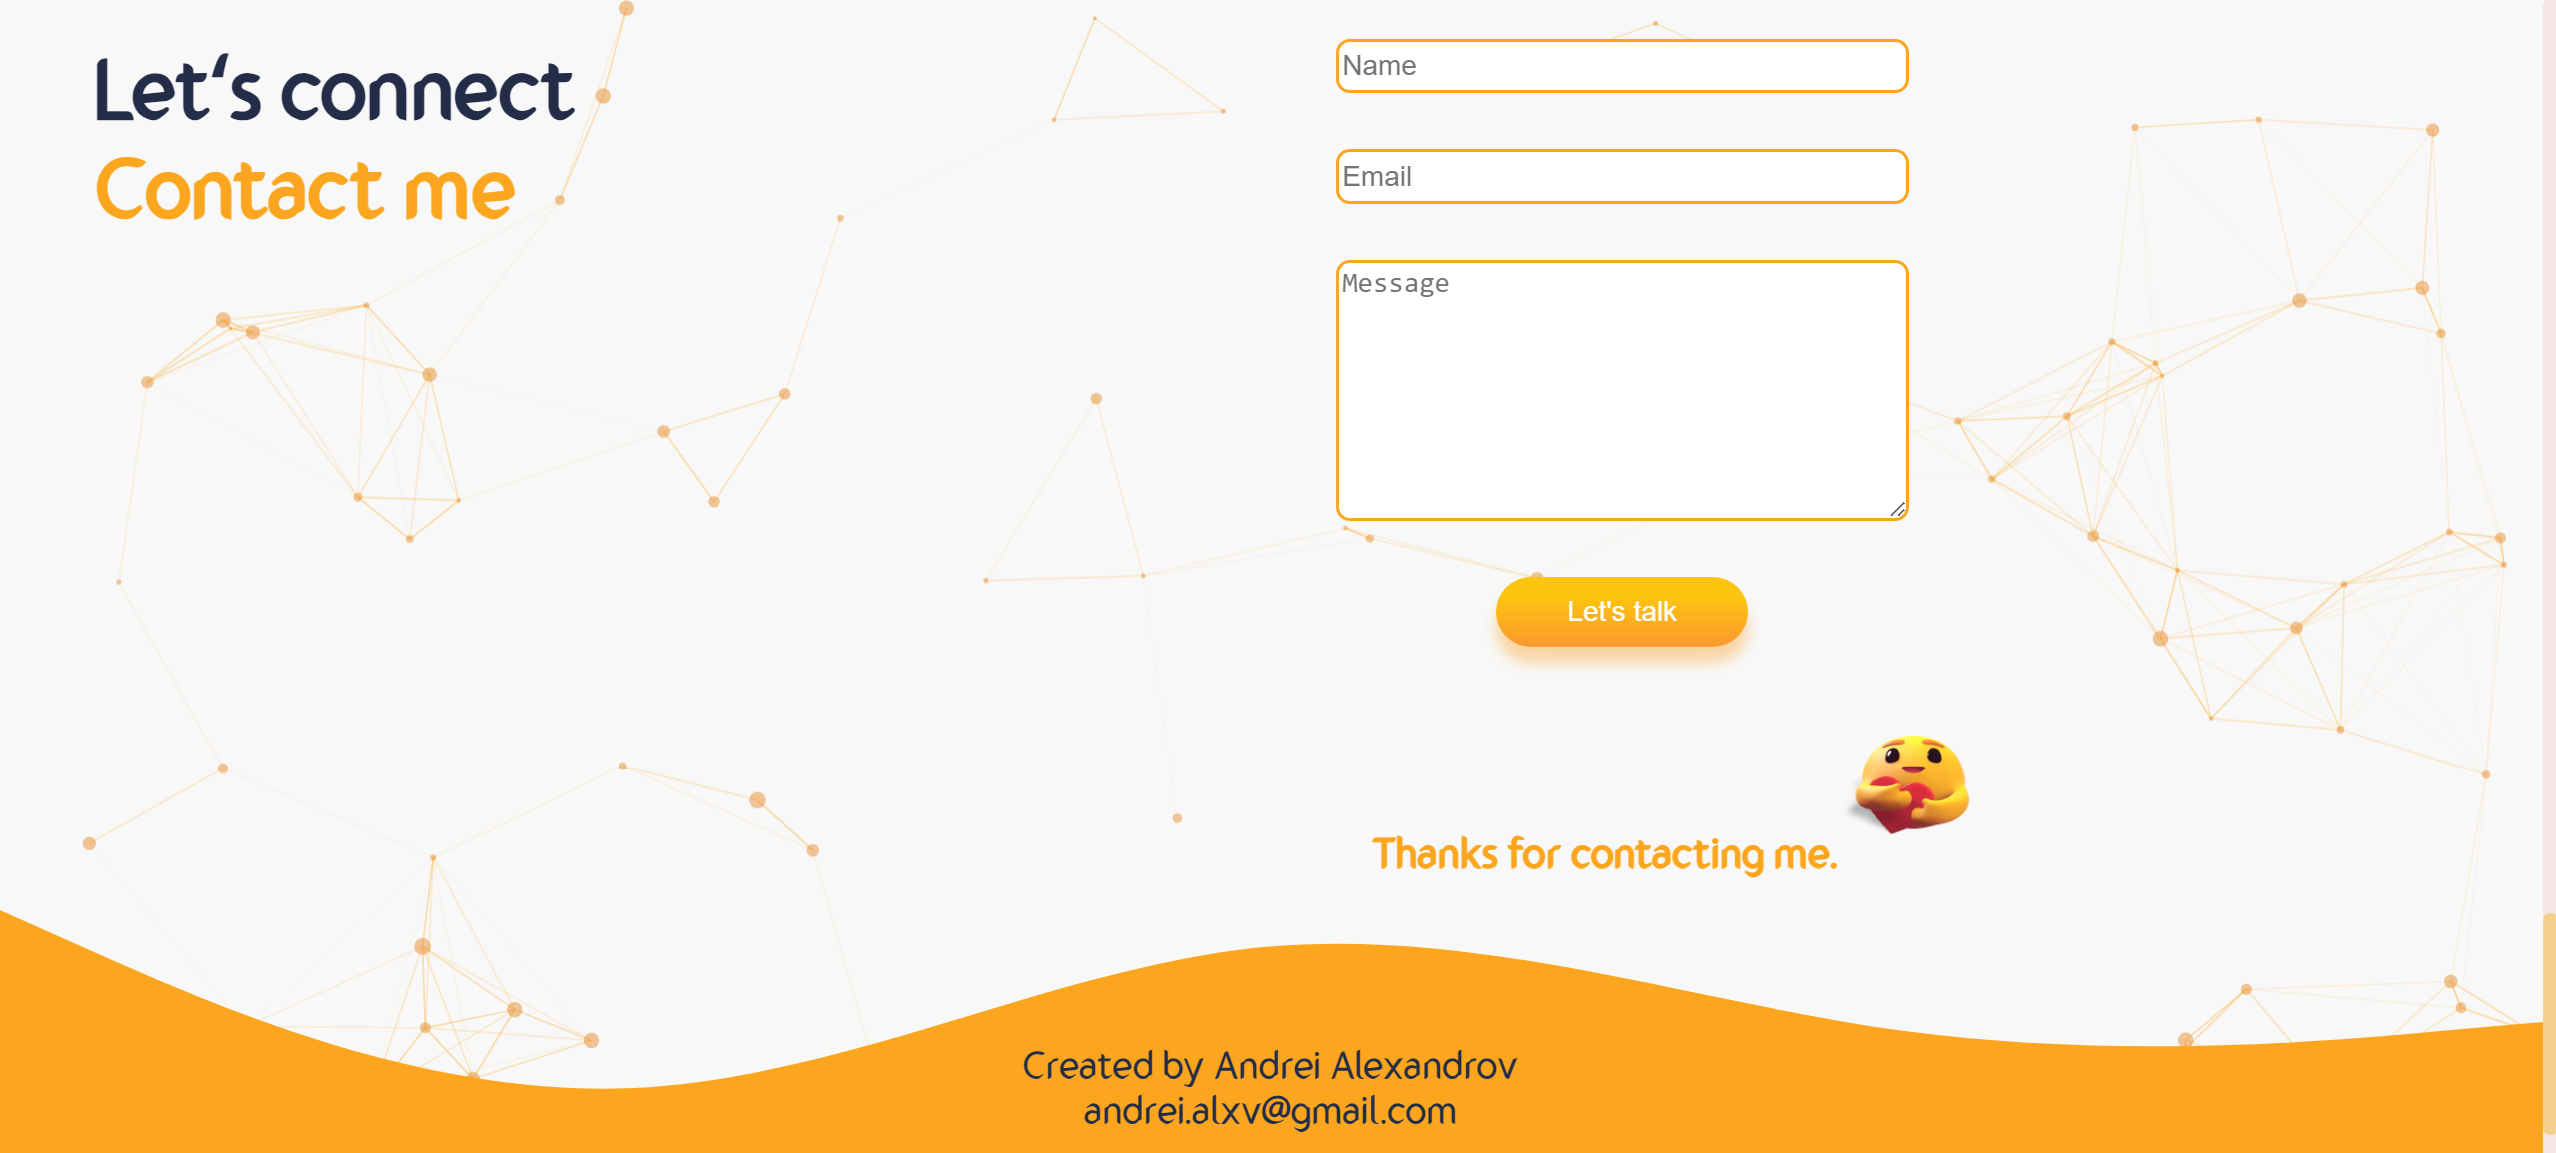 Let‘s connect
Contact me
Name
Email
Message
Let's talk
Thanks for contacting me.
Created by Andrei Alexandrov
andrei.alxv@gmail.com